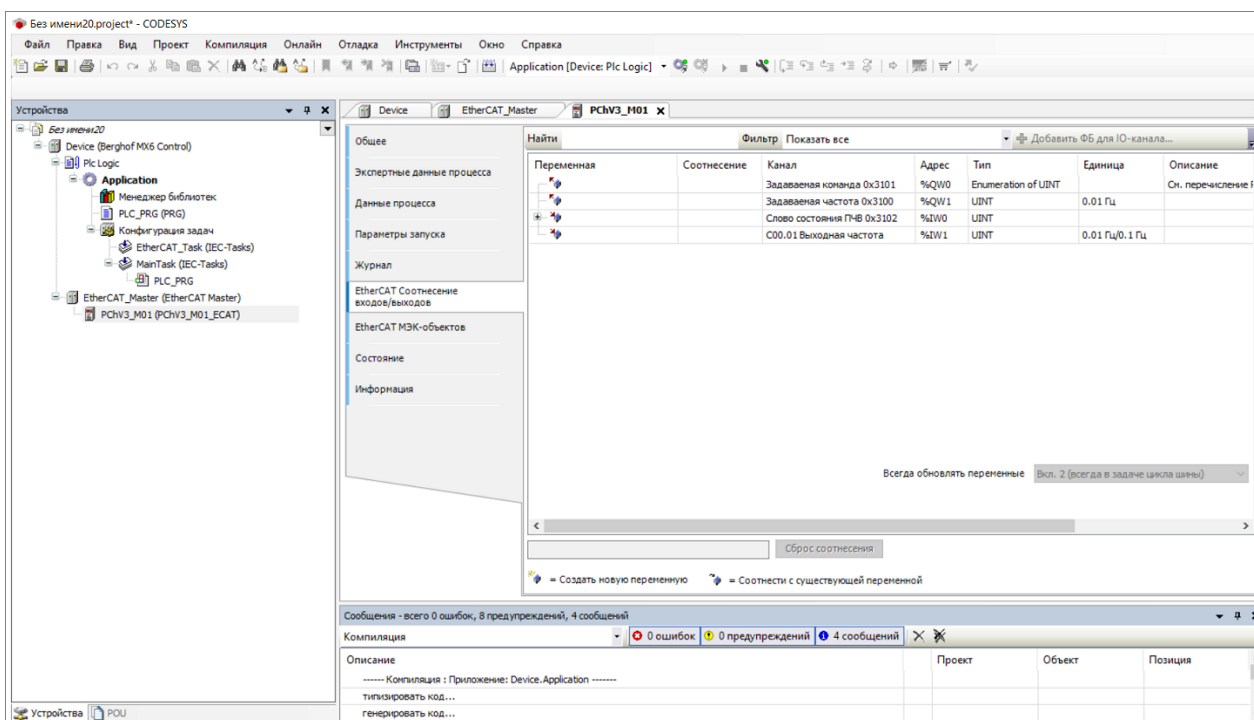 Без имени20.project* - CODESYS
Файл Правка Вид Проект Компиляция Онлайн Отладка Инструменты Окно Справка
Application [Device: Plc Logic]
Устройства
Device EtherCAT_Master PChV3_M01
Без имени20
Device (Berghof MX6 Control)
Plc Logic
Application
Менеджер библиотек
PLC_PRG (PRG)
Конфигурация задач
EtherCAT_Task (IEC-Tasks)
MainTask (IEC-Tasks)
PLC_PRG
EtherCAT_Master (EtherCAT Master)
PChV3_M01 (PChV3_M01_ECAT)
Устройства POU
Общее
Экспертные данные процесса
Данные процесса
Параметры запуска
Журнал
EtherCAT Соотнесение
входов/выходов
EtherCAT МЭК-объектов
Состояние
Информация
Найти Фильтр Показать все Добавить ФБ для IO-канала...
Переменная Соотнесение Канал Адрес Тип Единица Описание
Задаваемая команда 0x3101 %QW0 Enumeration of UINT См. перечисление
Задаваемая частота 0x3100 %QW1 UINT 0.01 Гц
Слово состояния ПЧВ 0x3102 %IW0 UINT
C00.01 Выходная частота %IW1 UINT 0.01 Гц/0.1 Гц
Всегда обновлять переменные Вкл. 2 (всегда в задаче цикла шины)
Сброс соотнесения
= Создать новую переменную = Соотнести с существующей переменной
Сообщения - всего 0 ошибок, 8 предупреждений, 4 сообщений
Компиляция 0 ошибок 0 предупреждений 4 сообщений
Описание Проект Объект Позиция
------ Компиляция : Приложение: Device.Application -------
типизировать код...
генерировать код...